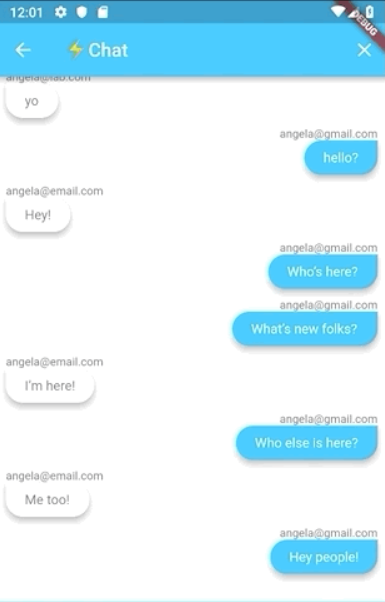 12:01
DEBUG
⚡Chat
angela@lab.com
yo
angela@gmail.com
hello?
angela@email.com
Hey!
angela@gmail.com
Who's here?
angela@gmail.com
What's new folks?
angela@email.com
I'm here!
angela@gmail.com
Who else is here?
angela@email.com
Me too!
angela@gmail.com
Hey people!